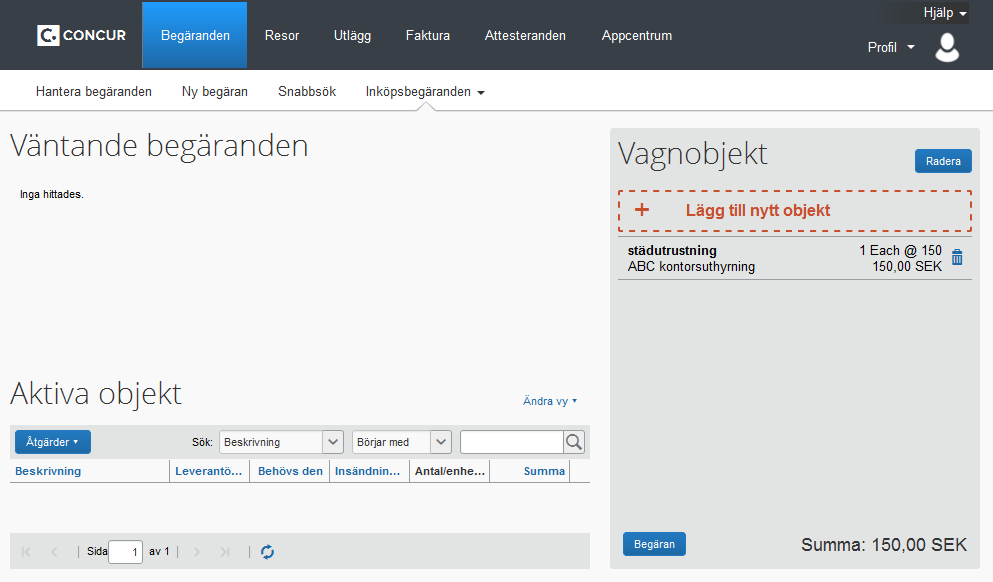 Hjälp
CONCUR
Begäranden
Resor
Utlägg
Faktura
Attesteranden
Appcentrum
Profil
Hantera begäranden
Ny begäran
Snabbsök
Inköpsbegäranden
Väntande begäranden
Inga hittades.
Vagnobjekt
Radera
+ Lägg till nytt objekt
städutrustning 1 Each @ 150
ABC kontorsuthyrning 150,00 SEK
Aktiva objekt
Ändra vy
Åtgärder
Sök: Beskrivning Börjar med
Beskrivning Leverantö... Behövs den Insändnin... Antal/enhe... Summa
Sida 1 av 1
Begäran
Summa: 150,00 SEK